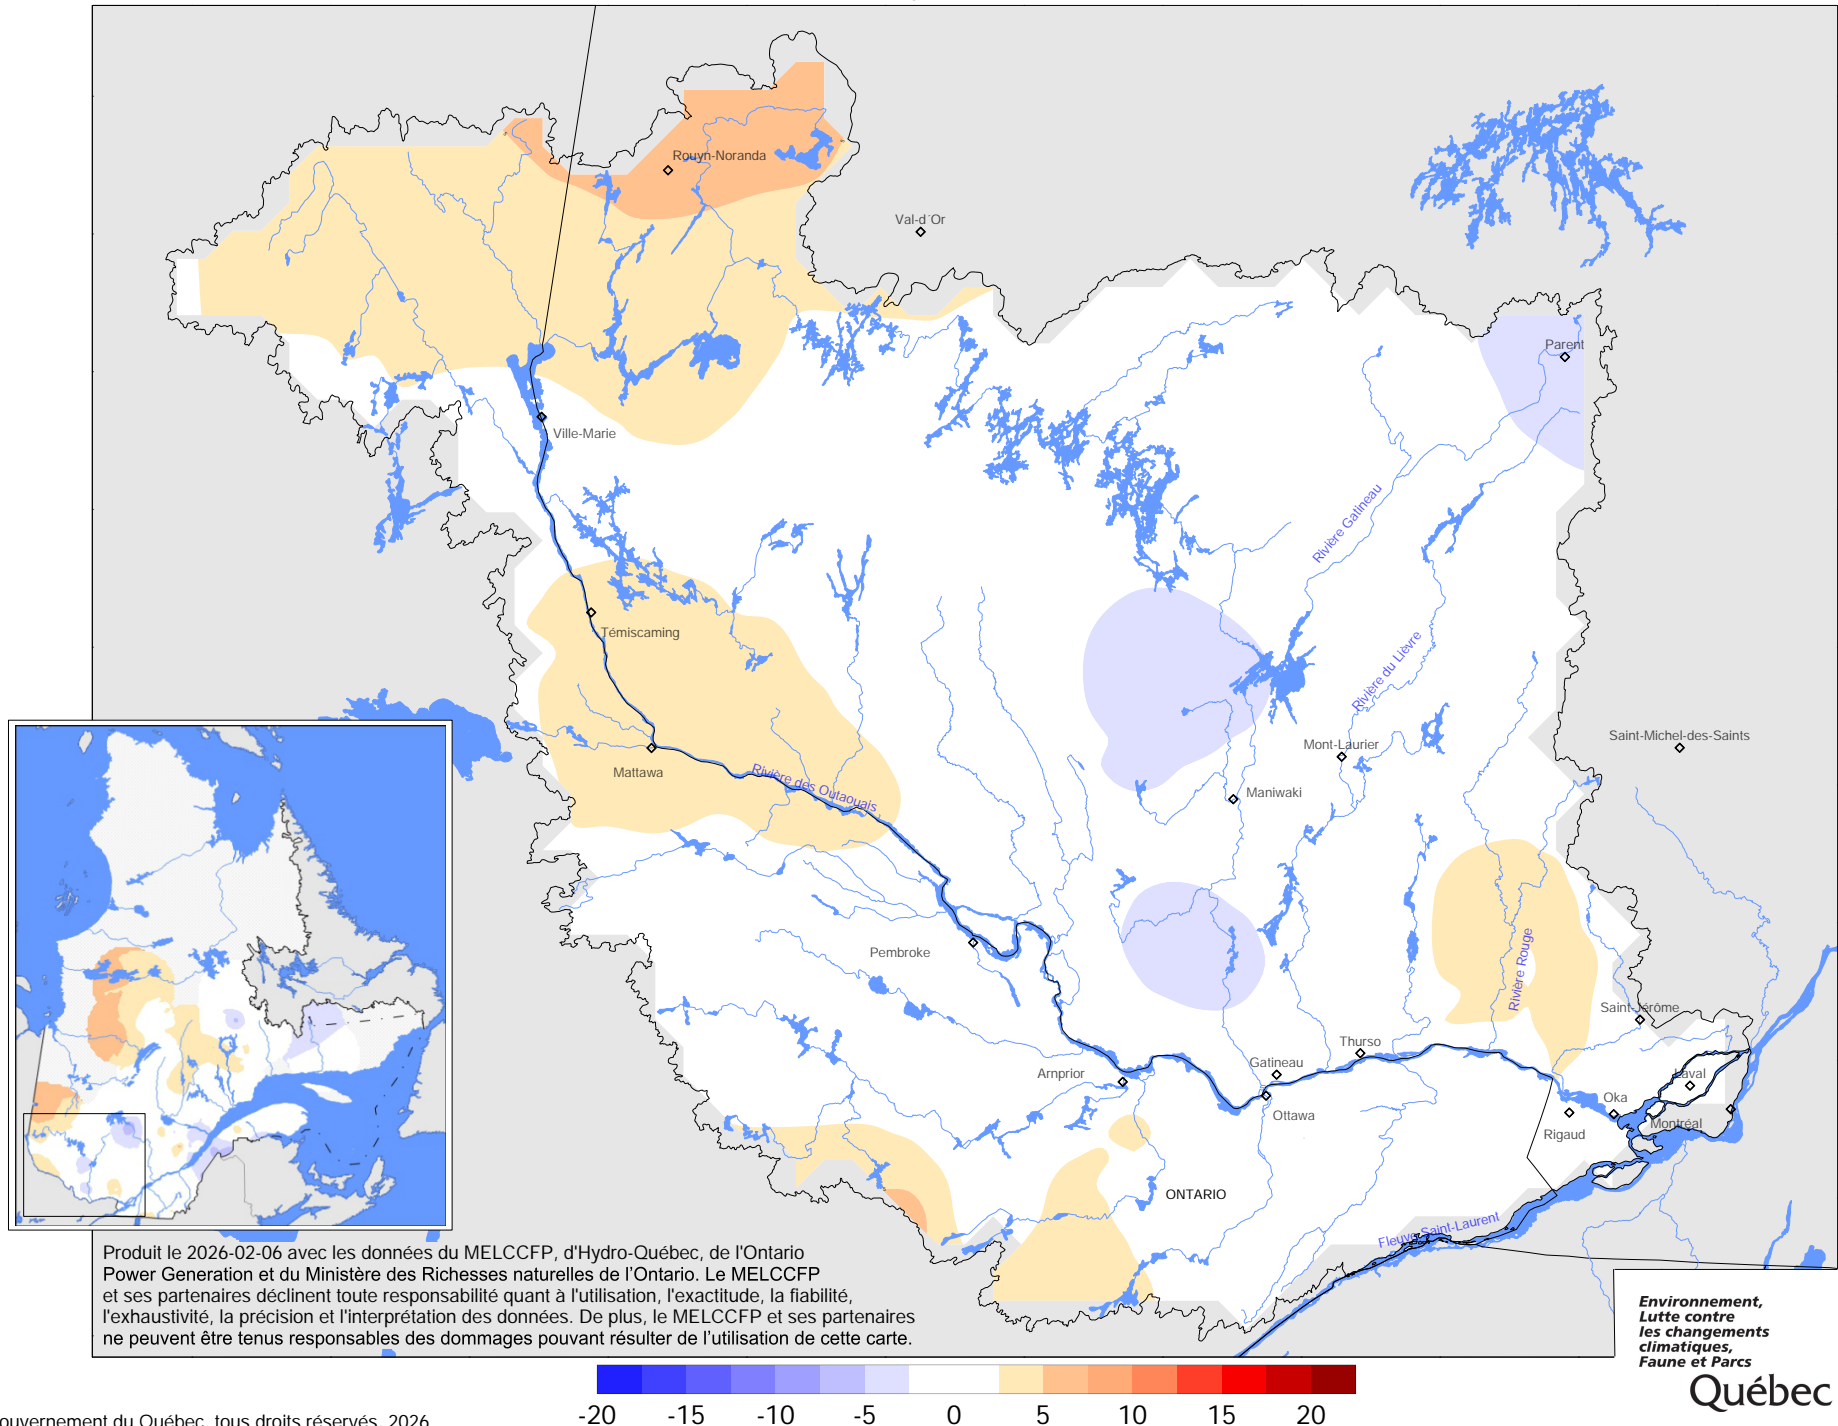 Rouyn-Noranda
Val-d´Or
Parent
Ville-Marie
Rivière Gatineau
Témiscaming
Rivière du Lièvre
Saint-Michel-des-Saints
Mont-Laurier
Mattawa
Rivière des Outaouais
Maniwaki
Pembroke
Rivière Rouge
Saint-Jérôme
Thurso
Gatineau
Arnprior
Laval
Oka
Ottawa
Montréal
Rigaud
ONTARIO
Fleuve Saint-Laurent
Produit le 2026-02-06 avec les données du MELCCFP, d'Hydro-Québec, de l'Ontario
Power Generation et du Ministère des Richesses naturelles de l'Ontario. Le MELCCFP
et ses partenaires déclinent toute responsabilité quant à l'utilisation, l'exactitude, la fiabilité,
l'exhaustivité, la précision et l'interprétation des données. De plus, le MELCCFP et ses partenaires
ne peuvent être tenus responsables des dommages pouvant résulter de l'utilisation de cette carte.
Environnement,
Lutte contre
les changements
climatiques,
Faune et Parcs
Québec
-20 -15 -10 -5 0 5 10 15 20
ouvernement du Québec, tous droits réservés, 2026